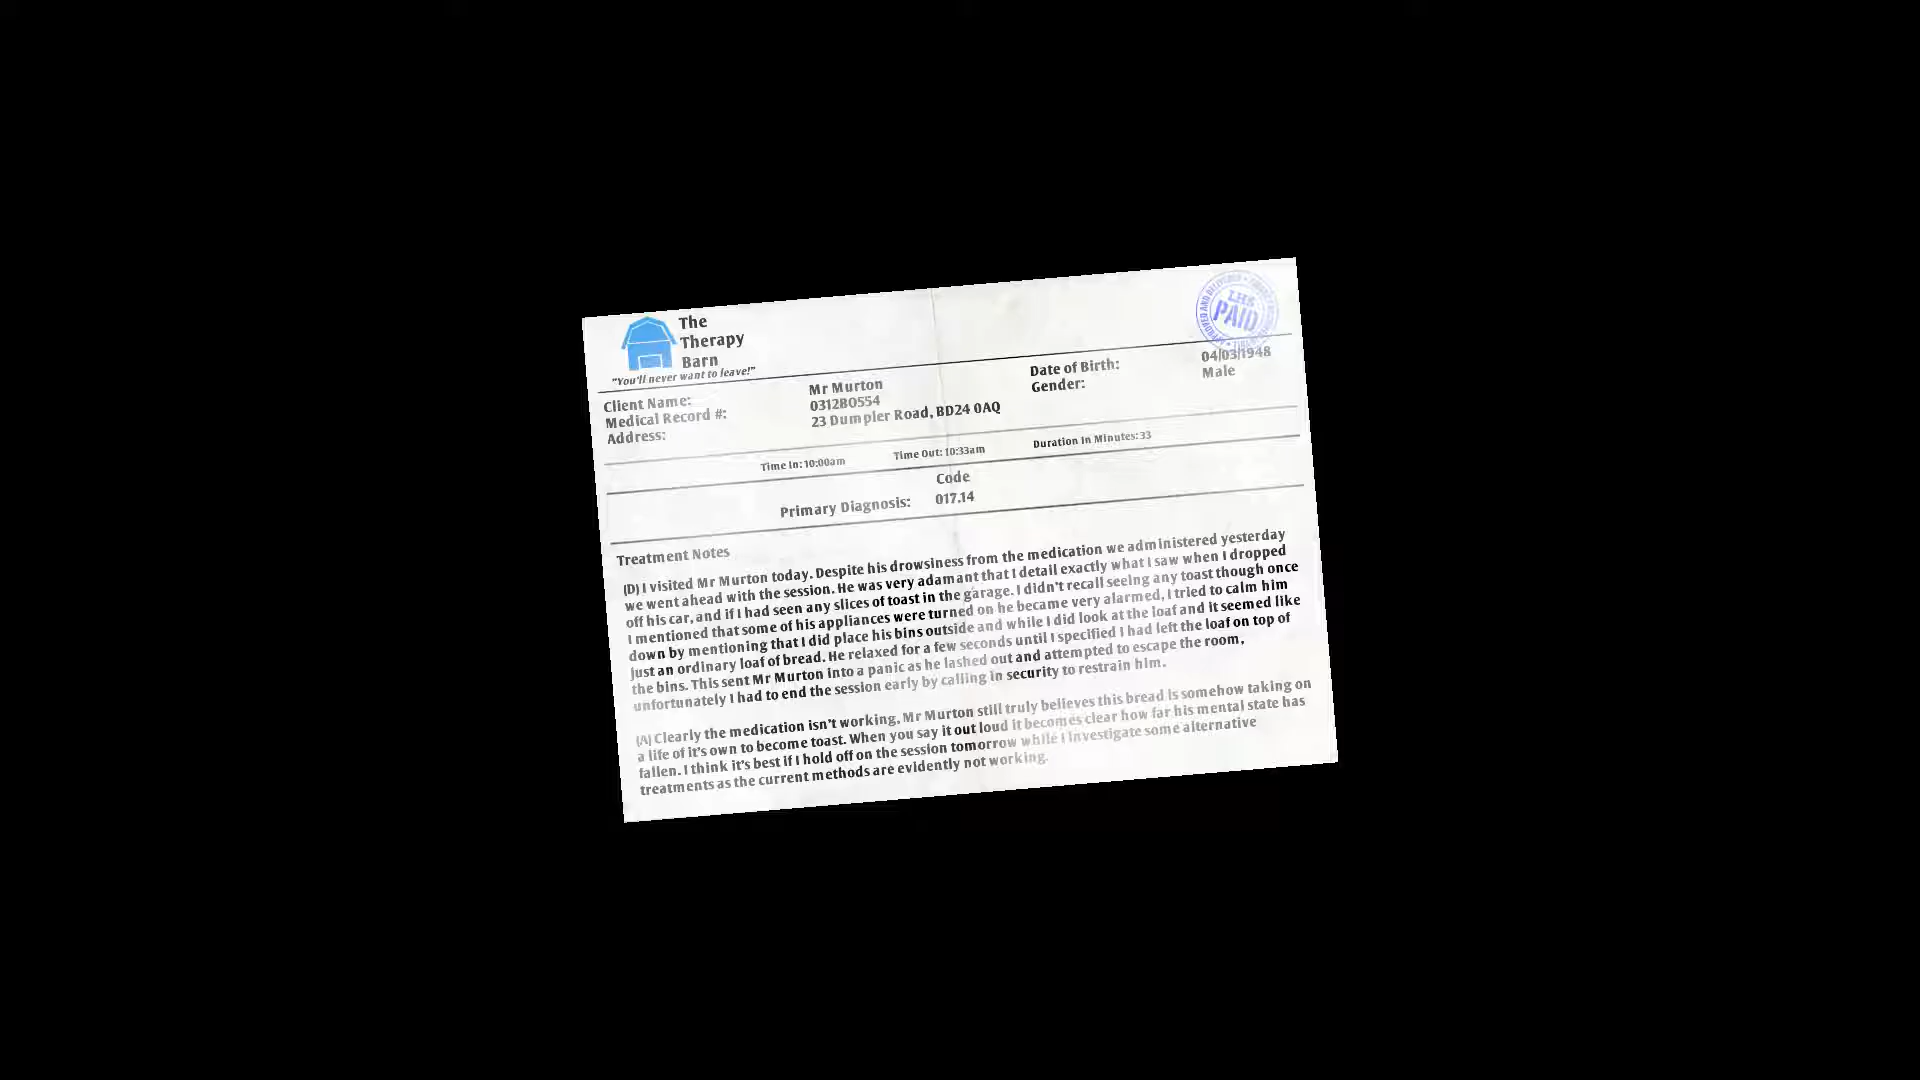 The
Therapy
Barn
"You'll never want to leave!"
LHS
PAID
Client Name: Mr Murton Date of Birth: 04/03/1948
Medical Record #: 0312B0554 Gender: Male
Address: 23 Dumpler Road, BD24 0AQ
Time In: 10:00am Time Out: 10:33am Duration In Minutes: 33
Code
Primary Diagnosis: 017.14
Treatment Notes
(D) I visited Mr Murton today. Despite his drowsiness from the medication we administered yesterday
we went ahead with the session. He was very adamant that I detail exactly what I saw when I dropped
off his car, and if I had seen any slices of toast in the garage. I didn't recall seeing any toast though once
I mentioned that some of his appliances were turned on he became very alarmed, I tried to calm him
down by mentioning that I did place his bins outside and while I did look at the loaf and it seemed like
just an ordinary loaf of bread. He relaxed for a few seconds until I specified I had left the loaf on top of
the bins. This sent Mr Murton into a panic as he lashed out and attempted to escape the room,
unfortunately I had to end the session early by calling in security to restrain him.
(A) Clearly the medication isn't working, Mr Murton still truly believes this bread is somehow taking on
a life of it's own to become toast. When you say it out loud it becomes clear how far his mental state has
fallen. I think it's best if I hold off on the session tomorrow while I investigate some alternative
treatments as the current methods are evidently not working.